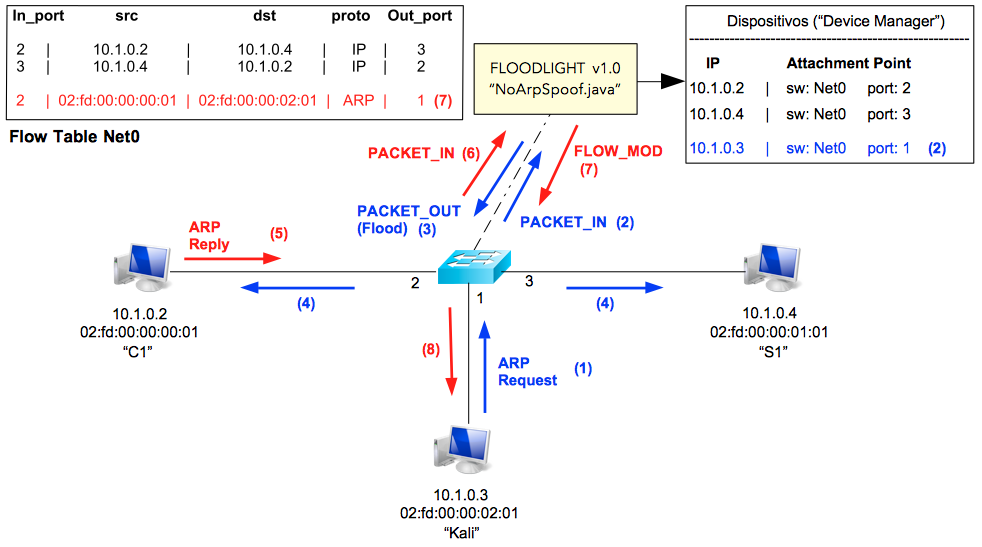 In_port src dst proto Out_port
2 | 10.1.0.2 | 10.1.0.4 | IP | 3
3 | 10.1.0.4 | 10.1.0.2 | IP | 2
2 | 02:fd:00:00:00:01 | 02:fd:00:00:02:01 | ARP | 1 (7)
Flow Table Net0
FLOODLIGHT v1.0
"NoArpSpoof.java"
Dispositivos ("Device Manager")
IP Attachment Point
10.1.0.2 | sw: Net0 port: 2
10.1.0.4 | sw: Net0 port: 3
10.1.0.3 | sw: Net0 port: 1 (2)
PACKET_IN (6)
FLOW_MOD
(7)
PACKET_OUT
(Flood) (3)
PACKET_IN (2)
ARP
Reply
(5)
2
3
1
(4)
(4)
10.1.0.2
02:fd:00:00:00:01
"C1"
10.1.0.4
02:fd:00:00:01:01
"S1"
(8)
ARP
Request
(1)
10.1.0.3
02:fd:00:00:02:01
"Kali"